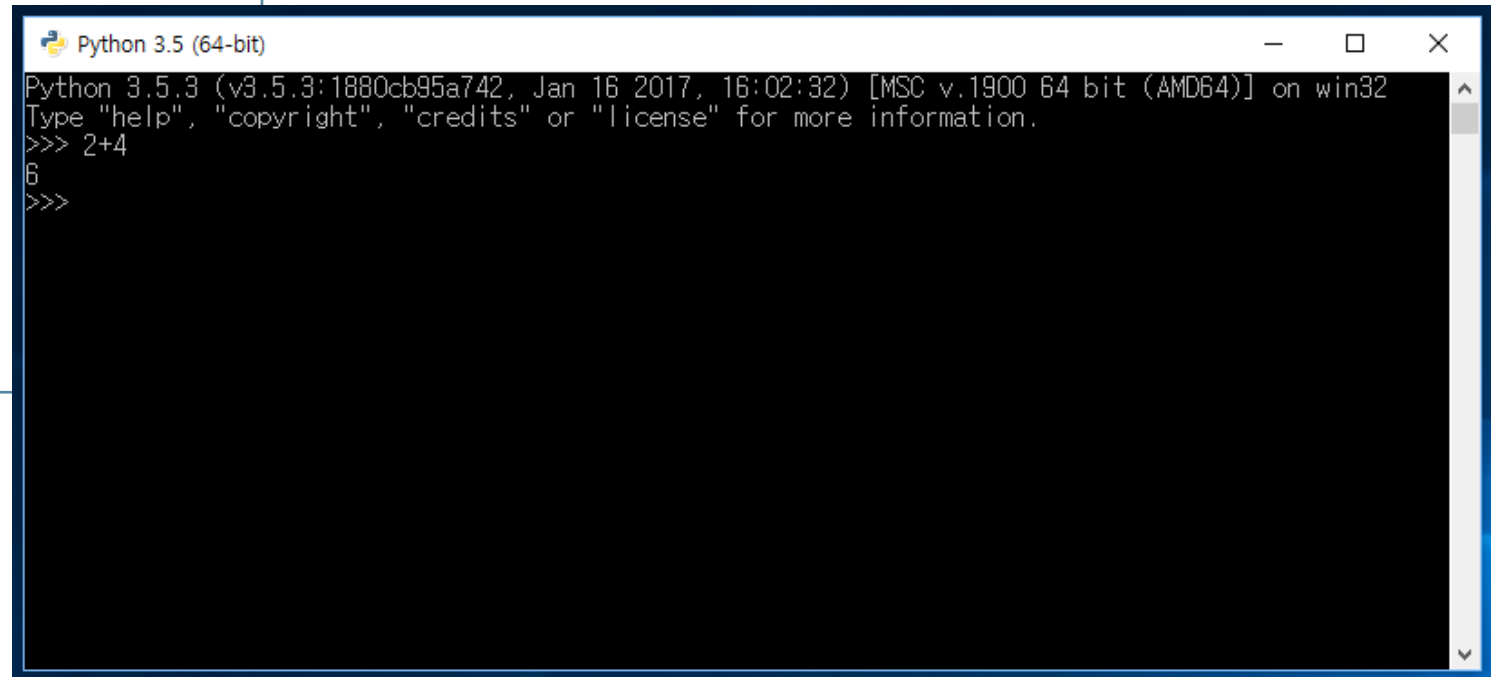 Python 3.5 (64-bit)
Python 3.5.3 (v3.5.3:1880cb95a742, Jan 16 2017, 16:02:32) [MSC v.1900 64 bit (AMD64)] on win32
Type "help", "copyright", "credits" or "license" for more information.
>>> 2+4
6
>>>